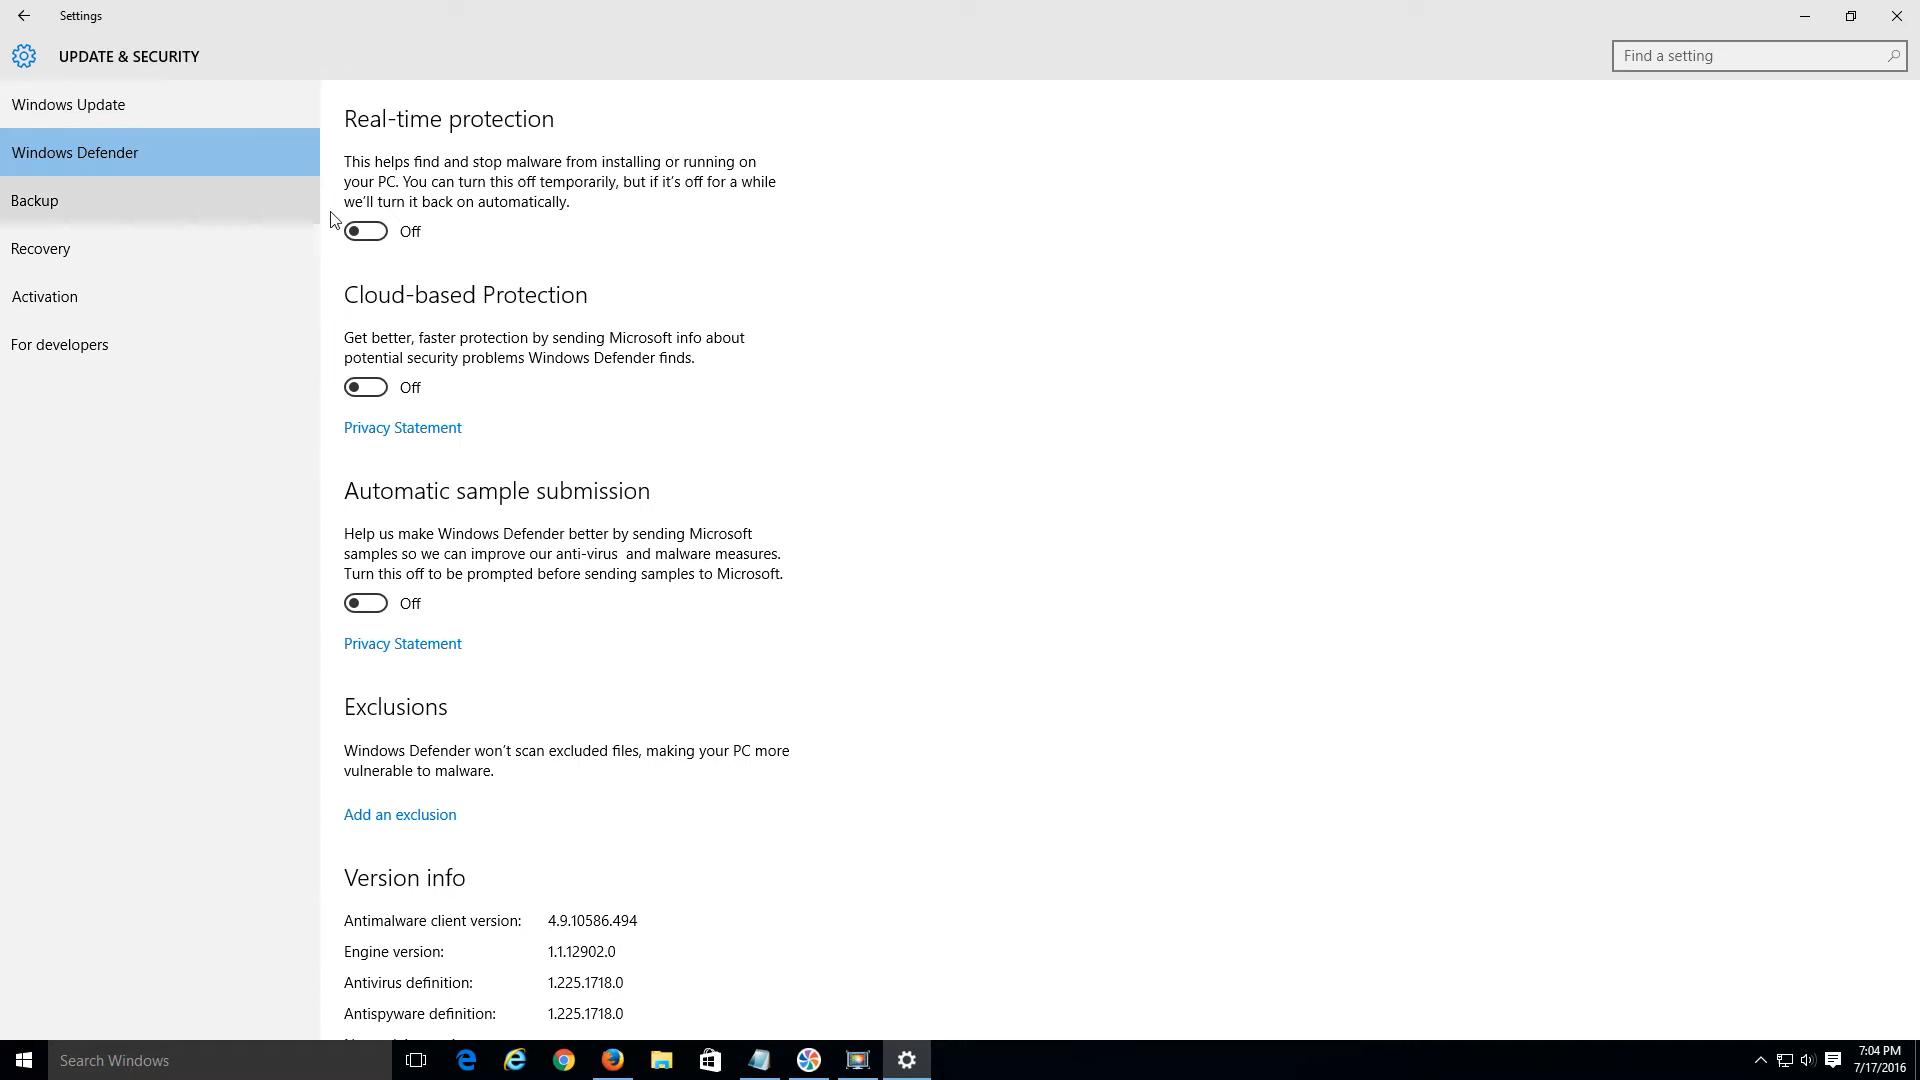 Settings
UPDATE & SECURITY
Find a setting
Windows Update
Windows Defender
Backup
Recovery
Activation
For developers
Real-time protection
This helps find and stop malware from installing or running on
your PC. You can turn this off temporarily, but if it's off for a while
we'll turn it back on automatically.
Off
Cloud-based Protection
Get better, faster protection by sending Microsoft info about
potential security problems Windows Defender finds.
Off
Privacy Statement
Automatic sample submission
Help us make Windows Defender better by sending Microsoft
samples so we can improve our anti-virus and malware measures.
Turn this off to be prompted before sending samples to Microsoft.
Off
Privacy Statement
Exclusions
Windows Defender won't scan excluded files, making your PC more
vulnerable to malware.
Add an exclusion
Version info
Antimalware client version: 4.9.10586.494
Engine version: 1.1.12902.0
Antivirus definition: 1.225.1718.0
Antispyware definition: 1.225.1718.0
Search Windows
7:04 PM
7/17/2016